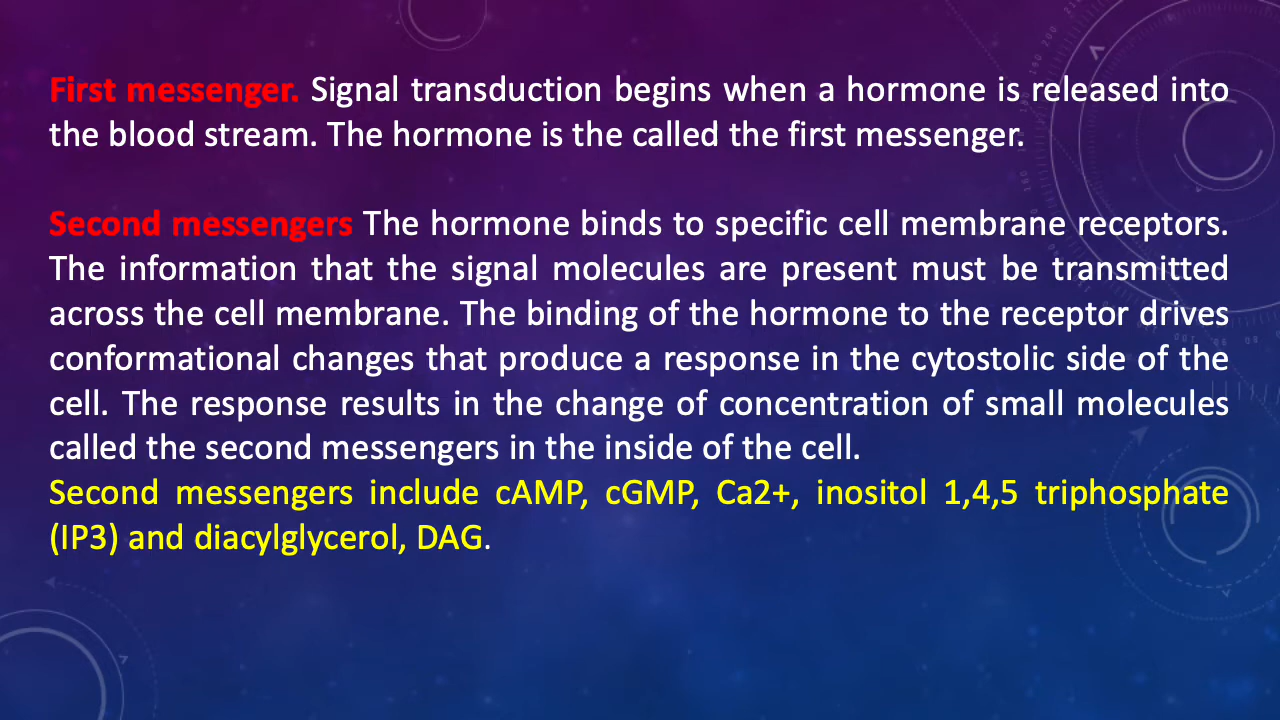 First messenger. Signal transduction begins when a hormone is released into
the blood stream. The hormone is the called the first messenger.
Second messengers The hormone binds to specific cell membrane receptors.
The information that the signal molecules are present must be transmitted
across the cell membrane. The binding of the hormone to the receptor drives
conformational changes that produce a response in the cytostolic side of the
cell. The response results in the change of concentration of small molecules
called the second messengers in the inside of the cell.
Second messengers include cAMP, cGMP, Ca2+, inositol 1,4,5 triphosphate
(IP3) and diacylglycerol, DAG.